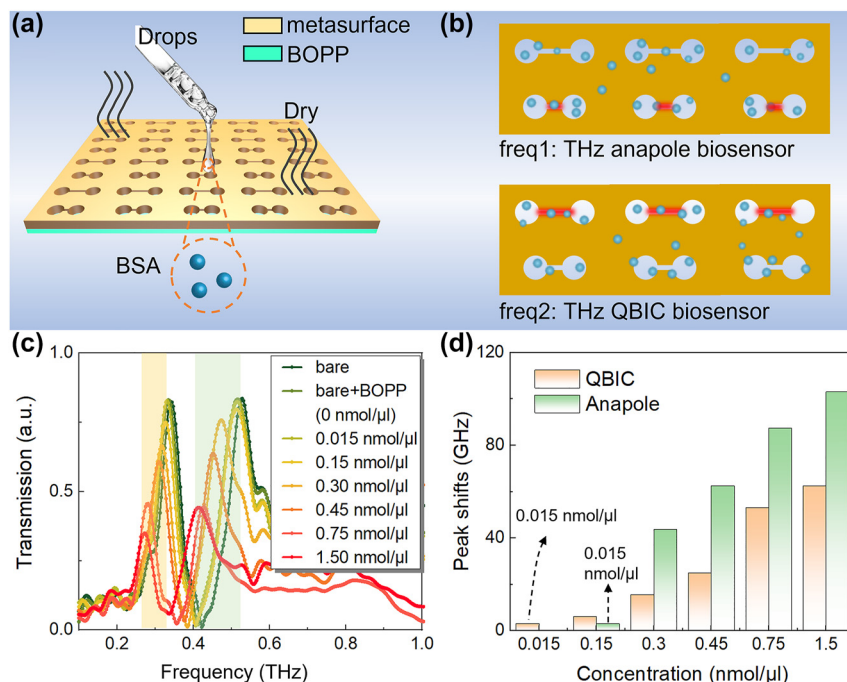 (a)
Drops
metasurface
BOPP
Dry
BSA
(b)
freq1: THz anapole biosensor
freq2: THz QBIC biosensor
(c)
Transmission (a.u.)
1.0
0.5
0.0
0.2 0.4 0.6 0.8 1.0
Frequency (THz)
bare
bare+BOPP
(0 nmol/µl)
0.015 nmol/µl
0.15 nmol/µl
0.30 nmol/µl
0.45 nmol/µl
0.75 nmol/µl
1.50 nmol/µl
(d)
Peak shifts (GHz)
120
80
40
0
QBIC
Anapole
0.015 nmol/µl
0.015
nmol/µl
0.015 0.15 0.3 0.45 0.75 1.5
Concentration (nmol/µl)